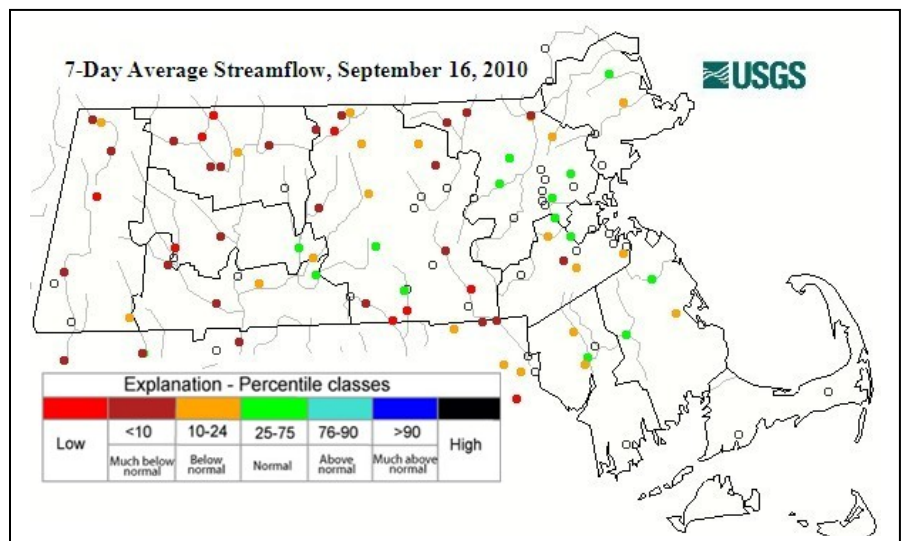 7-Day Average Streamflow, September 16, 2010
USGS
Explanation - Percentile classes
Low
<10
10-24
25-75
76-90
>90
High
Much below
normal
Below
normal
Normal
Above
normal
Much above
normal